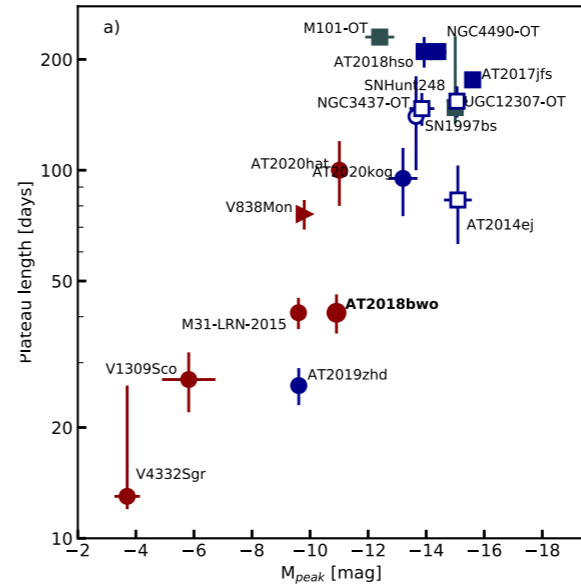 a)
M101-OT
NGC4490-OT
AT2018hso
AT2017jfs
SNHunt248
NGC3437-OT
UGC12307-OT
SN1997bs
AT2020hat
AT2020kog
V838Mon
AT2014ej
M31-LRN-2015
AT2018bwo
V1309Sco
AT2019zhd
V4332Sgr
Plateau length [days]
200
100
50
20
10
−2 −4 −6 −8 −10 −12 −14 −16 −18
M_peak [mag]